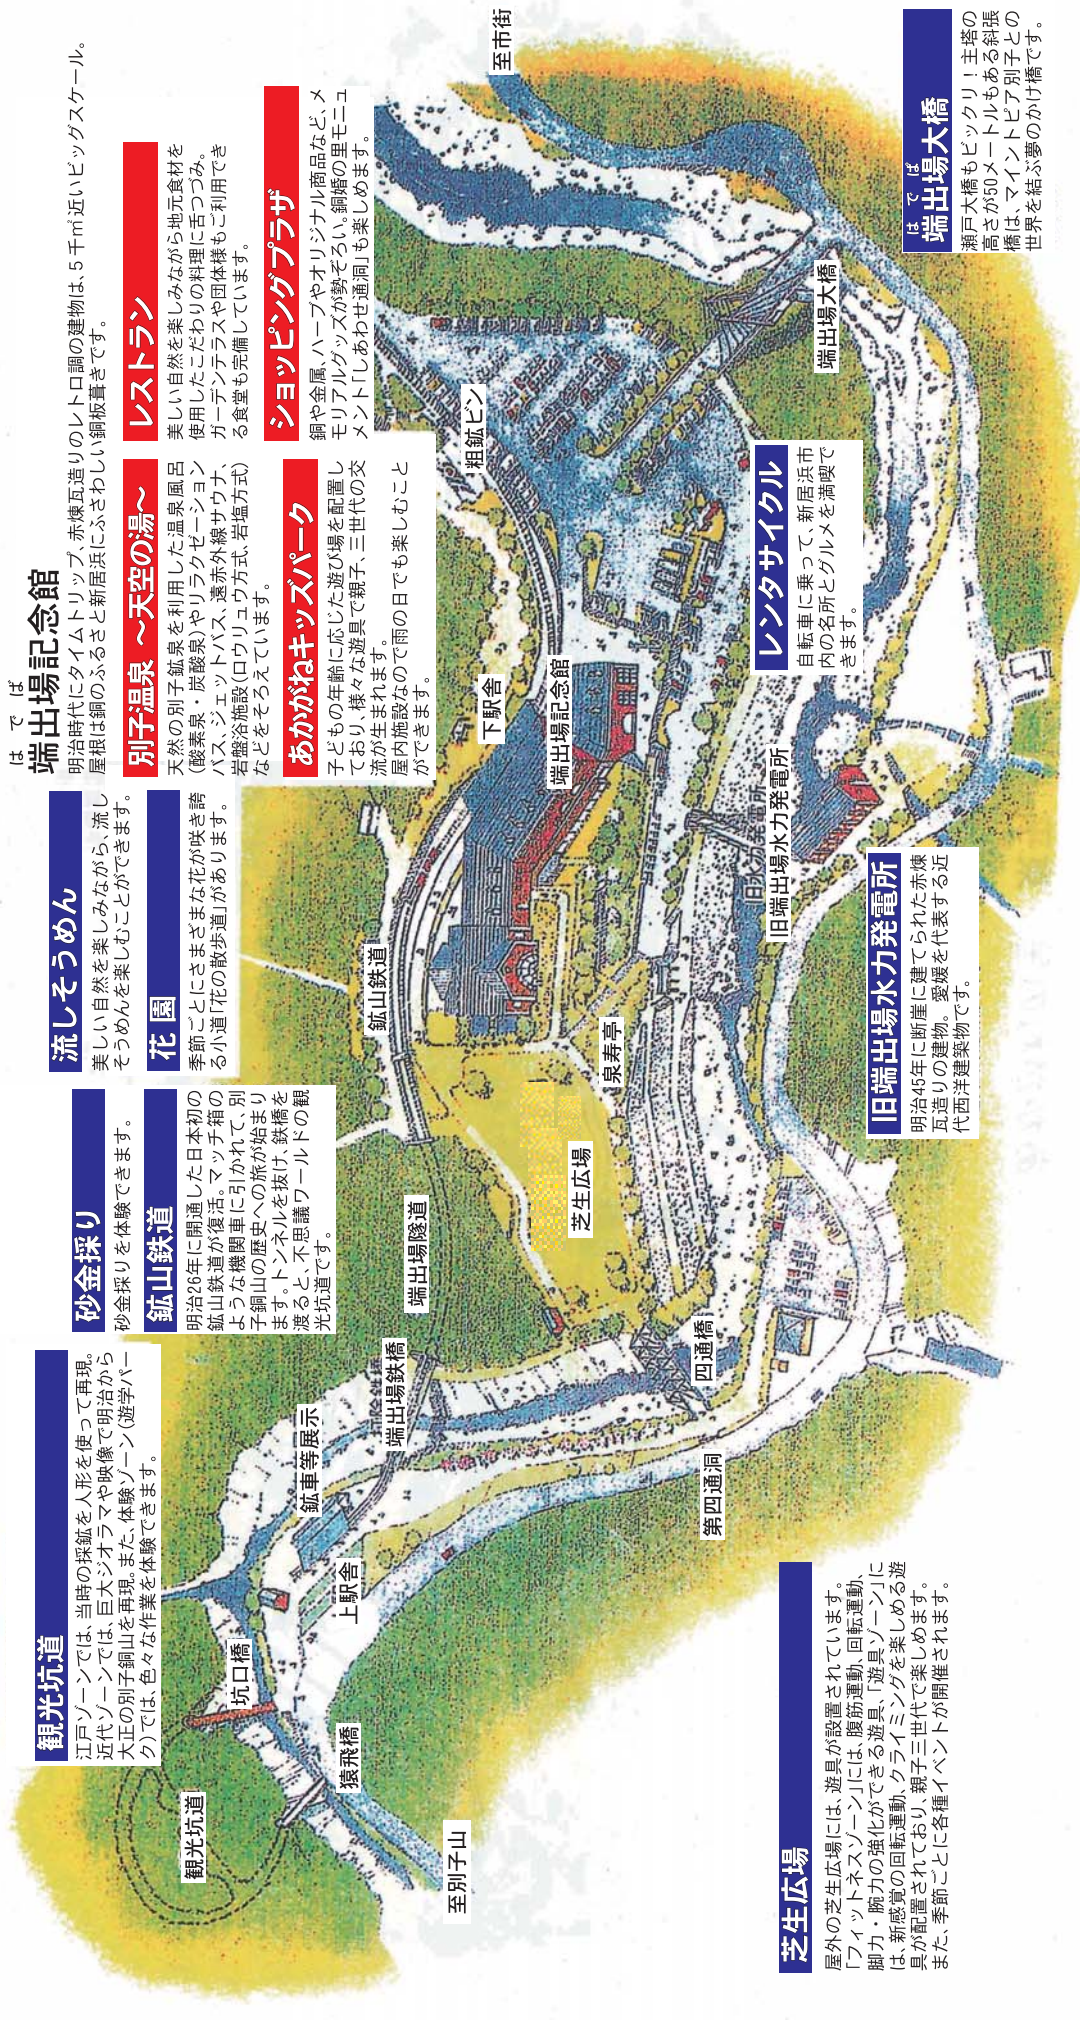 観光坑道
江戸ゾーンでは、当時の採鉱を人形を使って再現。
近代ゾーンでは、巨大ジオラマや映像で明治から
大正の別子銅山を再現。また、体験ゾーン(遊学パー
ク)では、色々な作業を体験できます。
砂金採り
砂金採りを体験できます。
鉱山鉄道
明治26年に開通した日本初の
鉱山鉄道が復活。マッチ箱の
ような機関車に引かれて、別
子銅山の歴史への旅が始まり
ます。トンネルを抜け、鉄橋を
渡ると、不思議ワールドの観
光坑道です。
流しそうめん
美しい自然を楽しみながら、流し
そうめんを楽しむことができます。
花園
季節ごとにさまざまな花が咲き誇
る小道「花の散歩道」があります。
はでば
端出場記念館
明治時代にタイムトリップ、赤煉瓦造りのレトロ調の建物は、5千㎡近いビッグスケール。
屋根は銅のふるさと新居浜にふさわしい銅板葺きです。
別子温泉 〜天空の湯〜
天然の別子鉱泉を利用した温泉風呂
(酸素泉・炭酸泉)やリラクゼーション
バス、ジェットバス、遠赤外線サウナ、
岩盤浴施設(ロウリュウ方式、岩塩方式)
などをそろえています。
あかがねキッズパーク
子どもの年齢に応じた遊び場を配置し
ており、様々な遊具で親子、三世代の交
流が生まれます。
屋内施設なので雨の日でも楽しむこと
ができます。
レストラン
美しい自然を楽しみながら地元食材を
使用したこだわりの料理に舌つづみ。
ガーデンテラスや団体様もご利用でき
る食堂も完備しています。
ショッピングプラザ
銅や金属、ハーブやオリジナル商品など、メ
モリアルグッズが勢ぞろい。銅婚の里モニュ
メント「しあわせ通洞」も楽しめます。
観光坑道
坑口橋
猿飛橋
至別子山
上駅舎
鉱車等展示
端出場鉄橋
端出場隧道
鉱山鉄道
下駅舎
粗鉱ビン
至市街
端出場記念館
泉寿亭
芝生広場
四通橋
第四通洞
旧水力発電所
旧端出場水力発電所
端出場大橋
芝生広場
屋外の芝生広場には、遊具が設置されています。
「フィットネスゾーン」には、腹筋運動、回転運動、
脚力・腕力の強化ができる遊具、「遊具ゾーン」に
は、新感覚の回転運動、クライミングを楽しめる遊
具が配置されており、親子三世代で楽しめます。
また、季節ごとに各種イベントが開催されます。
旧端出場水力発電所
明治45年に断崖に建てられた赤煉
瓦造りの建物。愛媛を代表する近
代西洋建築物です。
レンタサイクル
自転車に乗って、新居浜市
内の名所とグルメを満喫で
きます。
はでば
端出場大橋
瀬戸大橋もビックリ!主塔の
高さが50メートルもある斜張
橋は、マイントピア別子との
世界を結ぶ夢のかけ橋です。